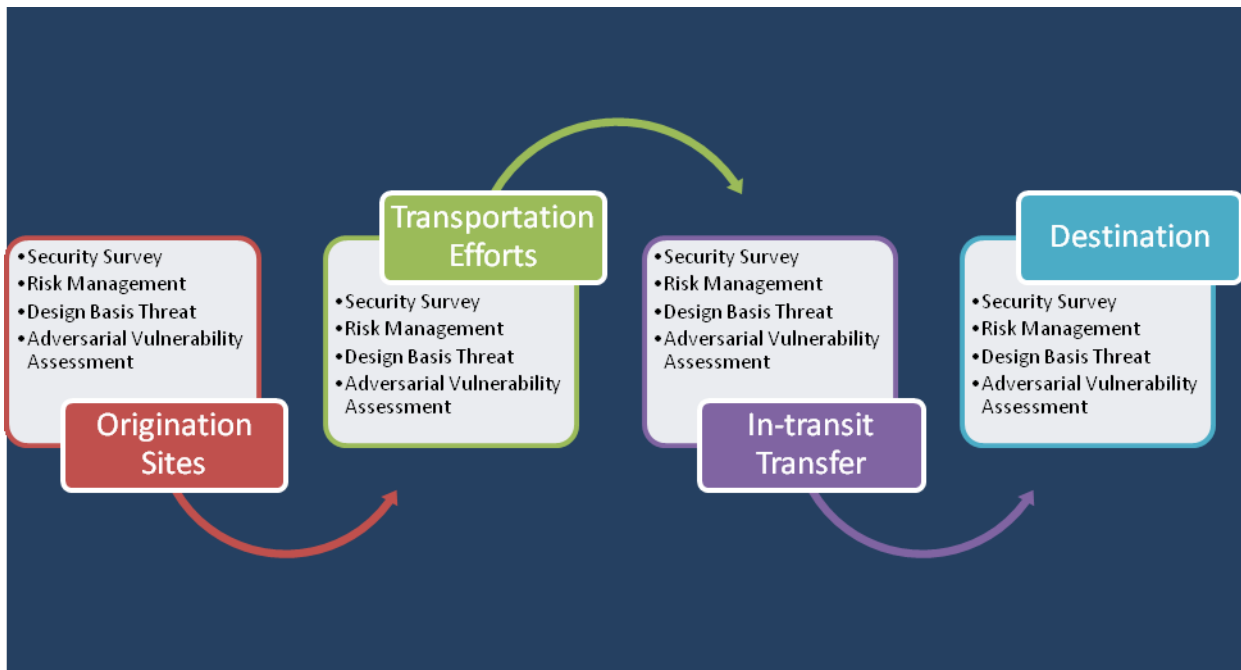 • Security Survey
• Risk Management
• Design Basis Threat
• Adversarial Vulnerability
Assessment
Origination
Sites
Transportation
Efforts
• Security Survey
• Risk Management
• Design Basis Threat
• Adversarial Vulnerability
Assessment
• Security Survey
• Risk Management
• Design Basis Threat
• Adversarial Vulnerability
Assessment
In-transit
Transfer
Destination
• Security Survey
• Risk Management
• Design Basis Threat
• Adversarial Vulnerability
Assessment